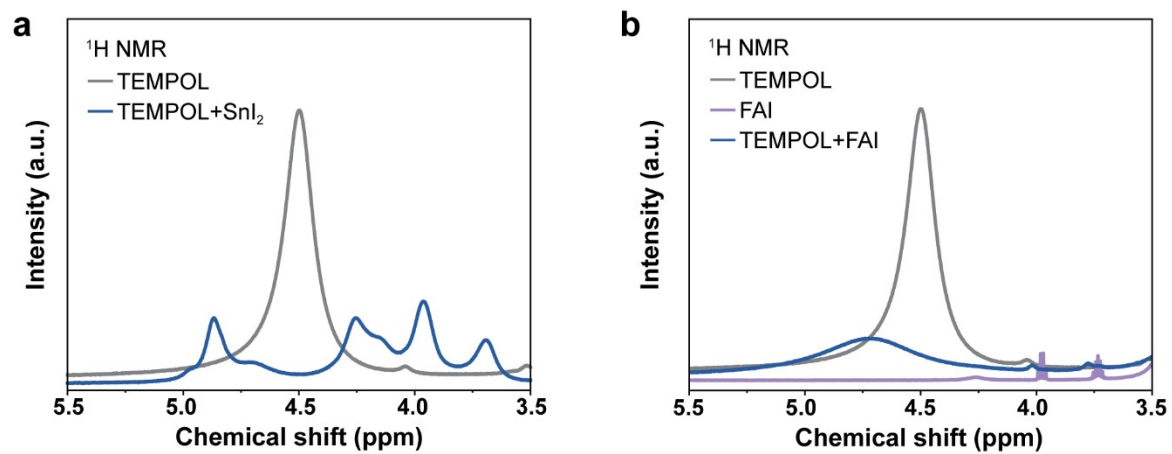 a
¹H NMR
TEMPOL
TEMPOL+SnI₂
Intensity (a.u.)
5.5 5.0 4.5 4.0 3.5
Chemical shift (ppm)
b
¹H NMR
TEMPOL
FAI
TEMPOL+FAI
Intensity (a.u.)
5.5 5.0 4.5 4.0 3.5
Chemical shift (ppm)